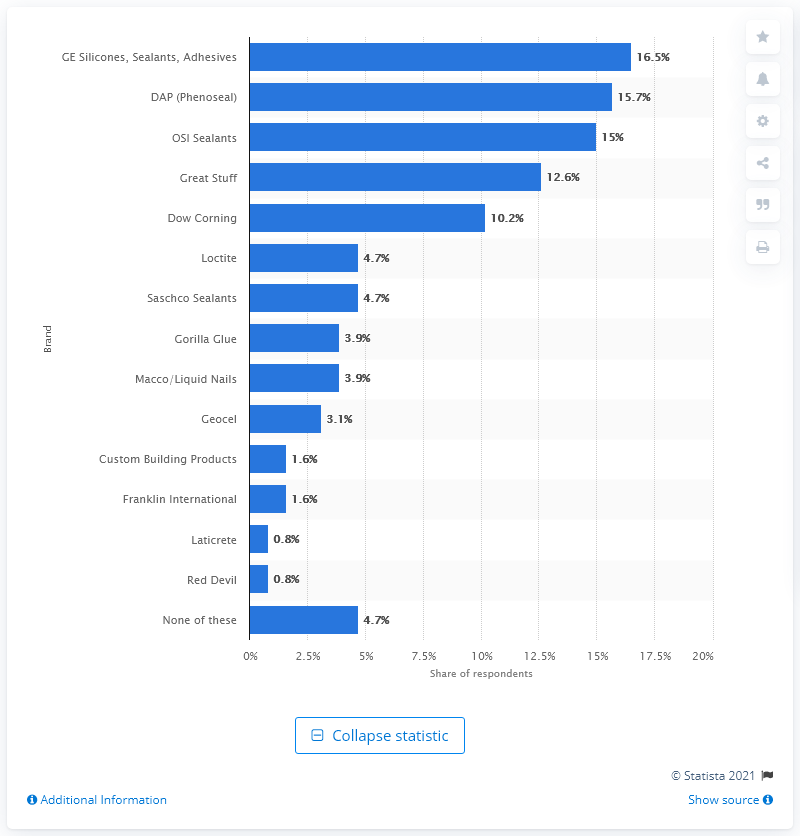 GE Silicones, Sealants, Adhesives 16.5%
DAP (Phenoseal) 15.7%
OSI Sealants 15%
Great Stuff 12.6%
Dow Corning 10.2%
Loctite 4.7%
Saschco Sealants 4.7%
Brand
Gorilla Glue 3.9%
Macco/Liquid Nails 3.9%
Geocel 3.1%
Custom Building Products 1.6%
Franklin International 1.6%
Laticrete 0.8%
Red Devil 0.8%
None of these 4.7%
0% 2.5% 5% 7.5% 10% 12.5% 15% 17.5% 20%
Share of respondents
Collapse statistic
© Statista 2021
Additional Information Show source